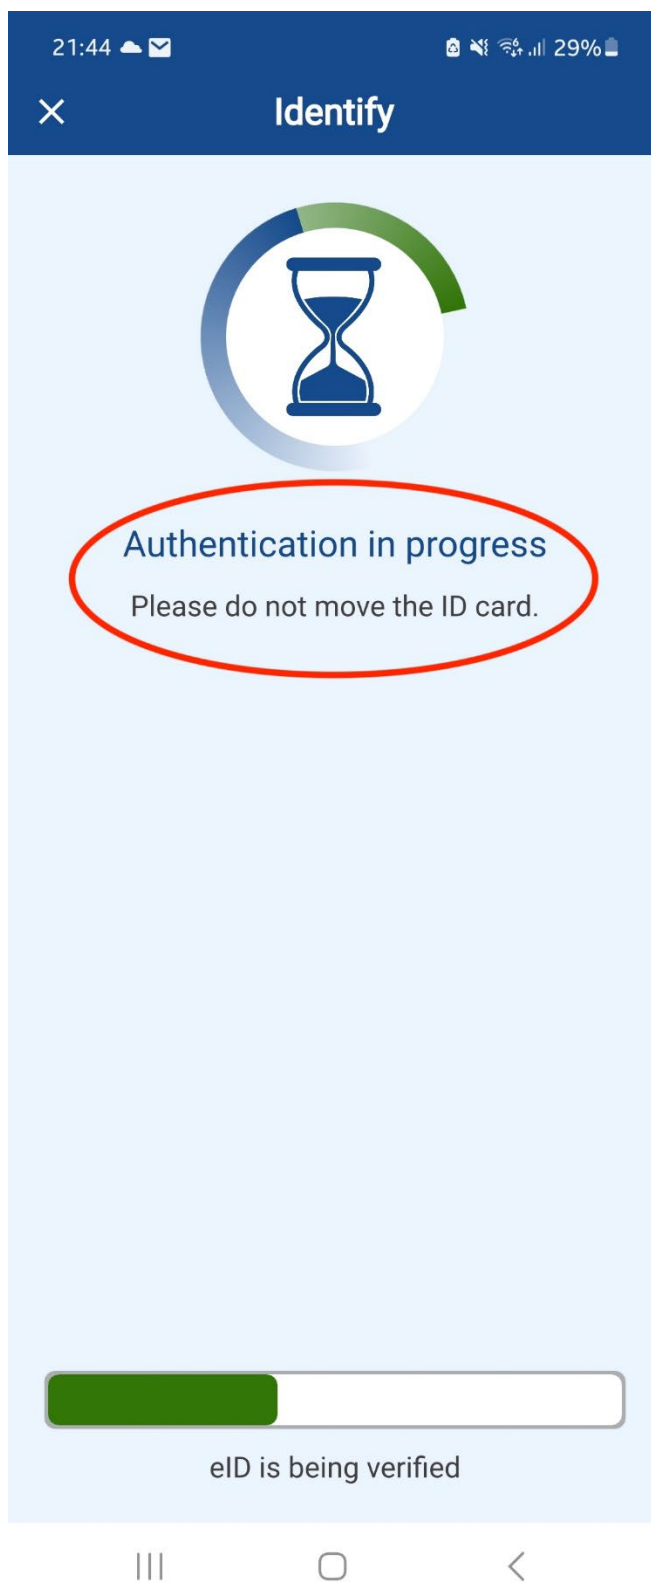 21:44 29%
Identify
Authentication in progress
Please do not move the ID card.
eID is being verified